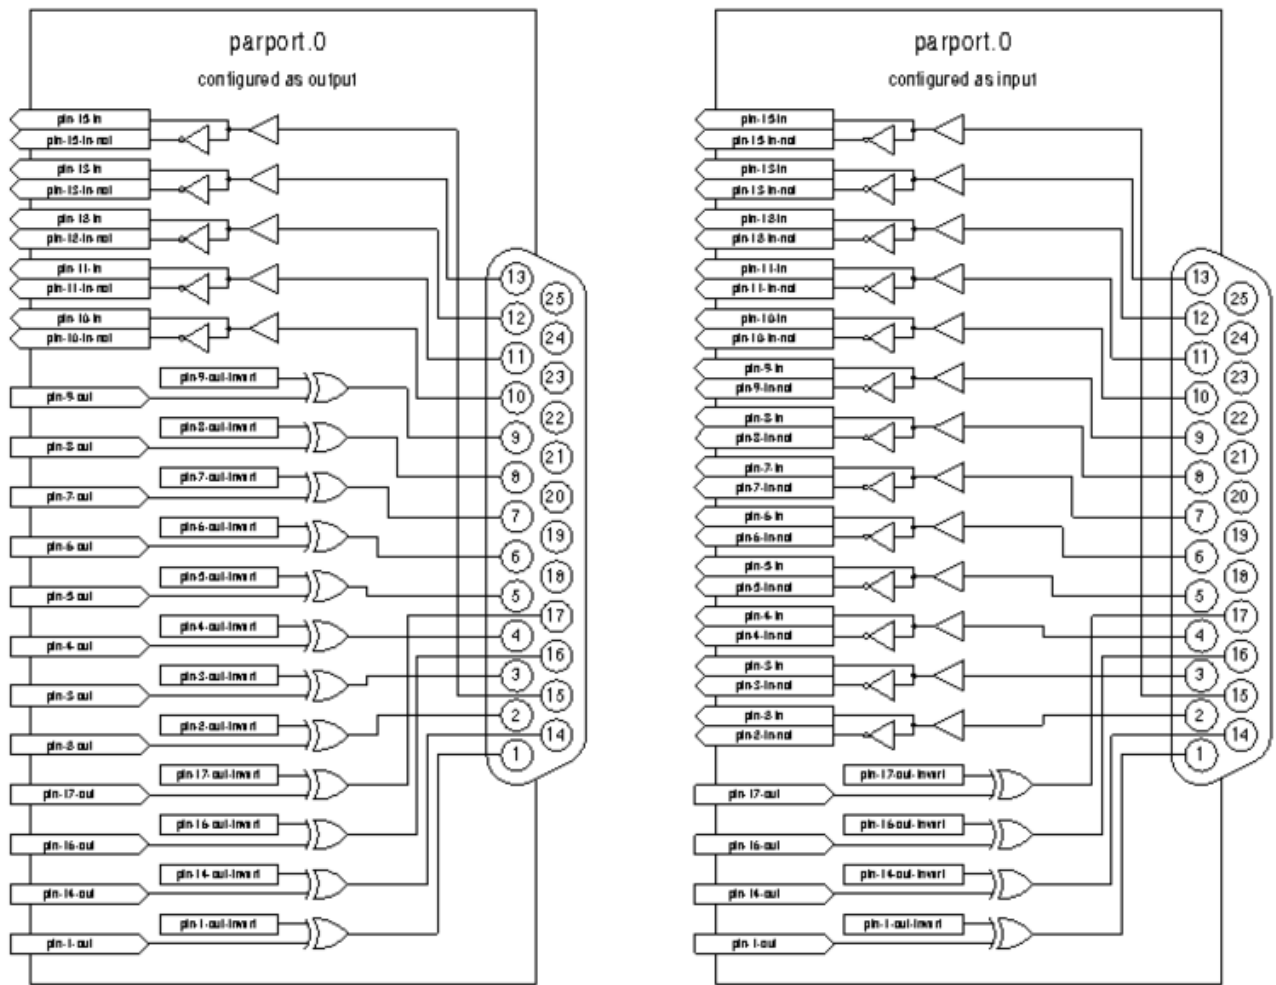 parport.0
configured as output
pin-15-in
pin-15-in-not
pin-13-in
pin-13-in-not
pin-12-in
pin-12-in-not
pin-11-in
pin-11-in-not
pin-10-in
pin-10-in-not
pin-9-out-invert
pin-9-out
pin-8-out-invert
pin-8-out
pin-7-out-invert
pin-7-out
pin-6-out-invert
pin-6-out
pin-5-out-invert
pin-5-out
pin-4-out-invert
pin-4-out
pin-3-out-invert
pin-3-out
pin-2-out-invert
pin-2-out
pin-17-out-invert
pin-17-out
pin-16-out-invert
pin-16-out
pin-14-out-invert
pin-14-out
pin-1-out-invert
pin-1-out
13
25
12
24
11
23
10
22
9
21
8
20
7
19
6
18
5
17
4
16
3
15
2
14
1
parport.0
configured as input
pin-15-in
pin-15-in-not
pin-13-in
pin-13-in-not
pin-12-in
pin-12-in-not
pin-11-in
pin-11-in-not
pin-10-in
pin-10-in-not
pin-9-in
pin-9-in-not
pin-8-in
pin-8-in-not
pin-7-in
pin-7-in-not
pin-6-in
pin-6-in-not
pin-5-in
pin-5-in-not
pin-4-in
pin-4-in-not
pin-3-in
pin-3-in-not
pin-2-in
pin-2-in-not
pin-17-out-invert
pin-17-out
pin-16-out-invert
pin-16-out
pin-14-out-invert
pin-14-out
pin-1-out-invert
pin-1-out
13
25
12
24
11
23
10
22
9
21
8
20
7
19
6
18
5
17
4
16
3
15
2
14
1